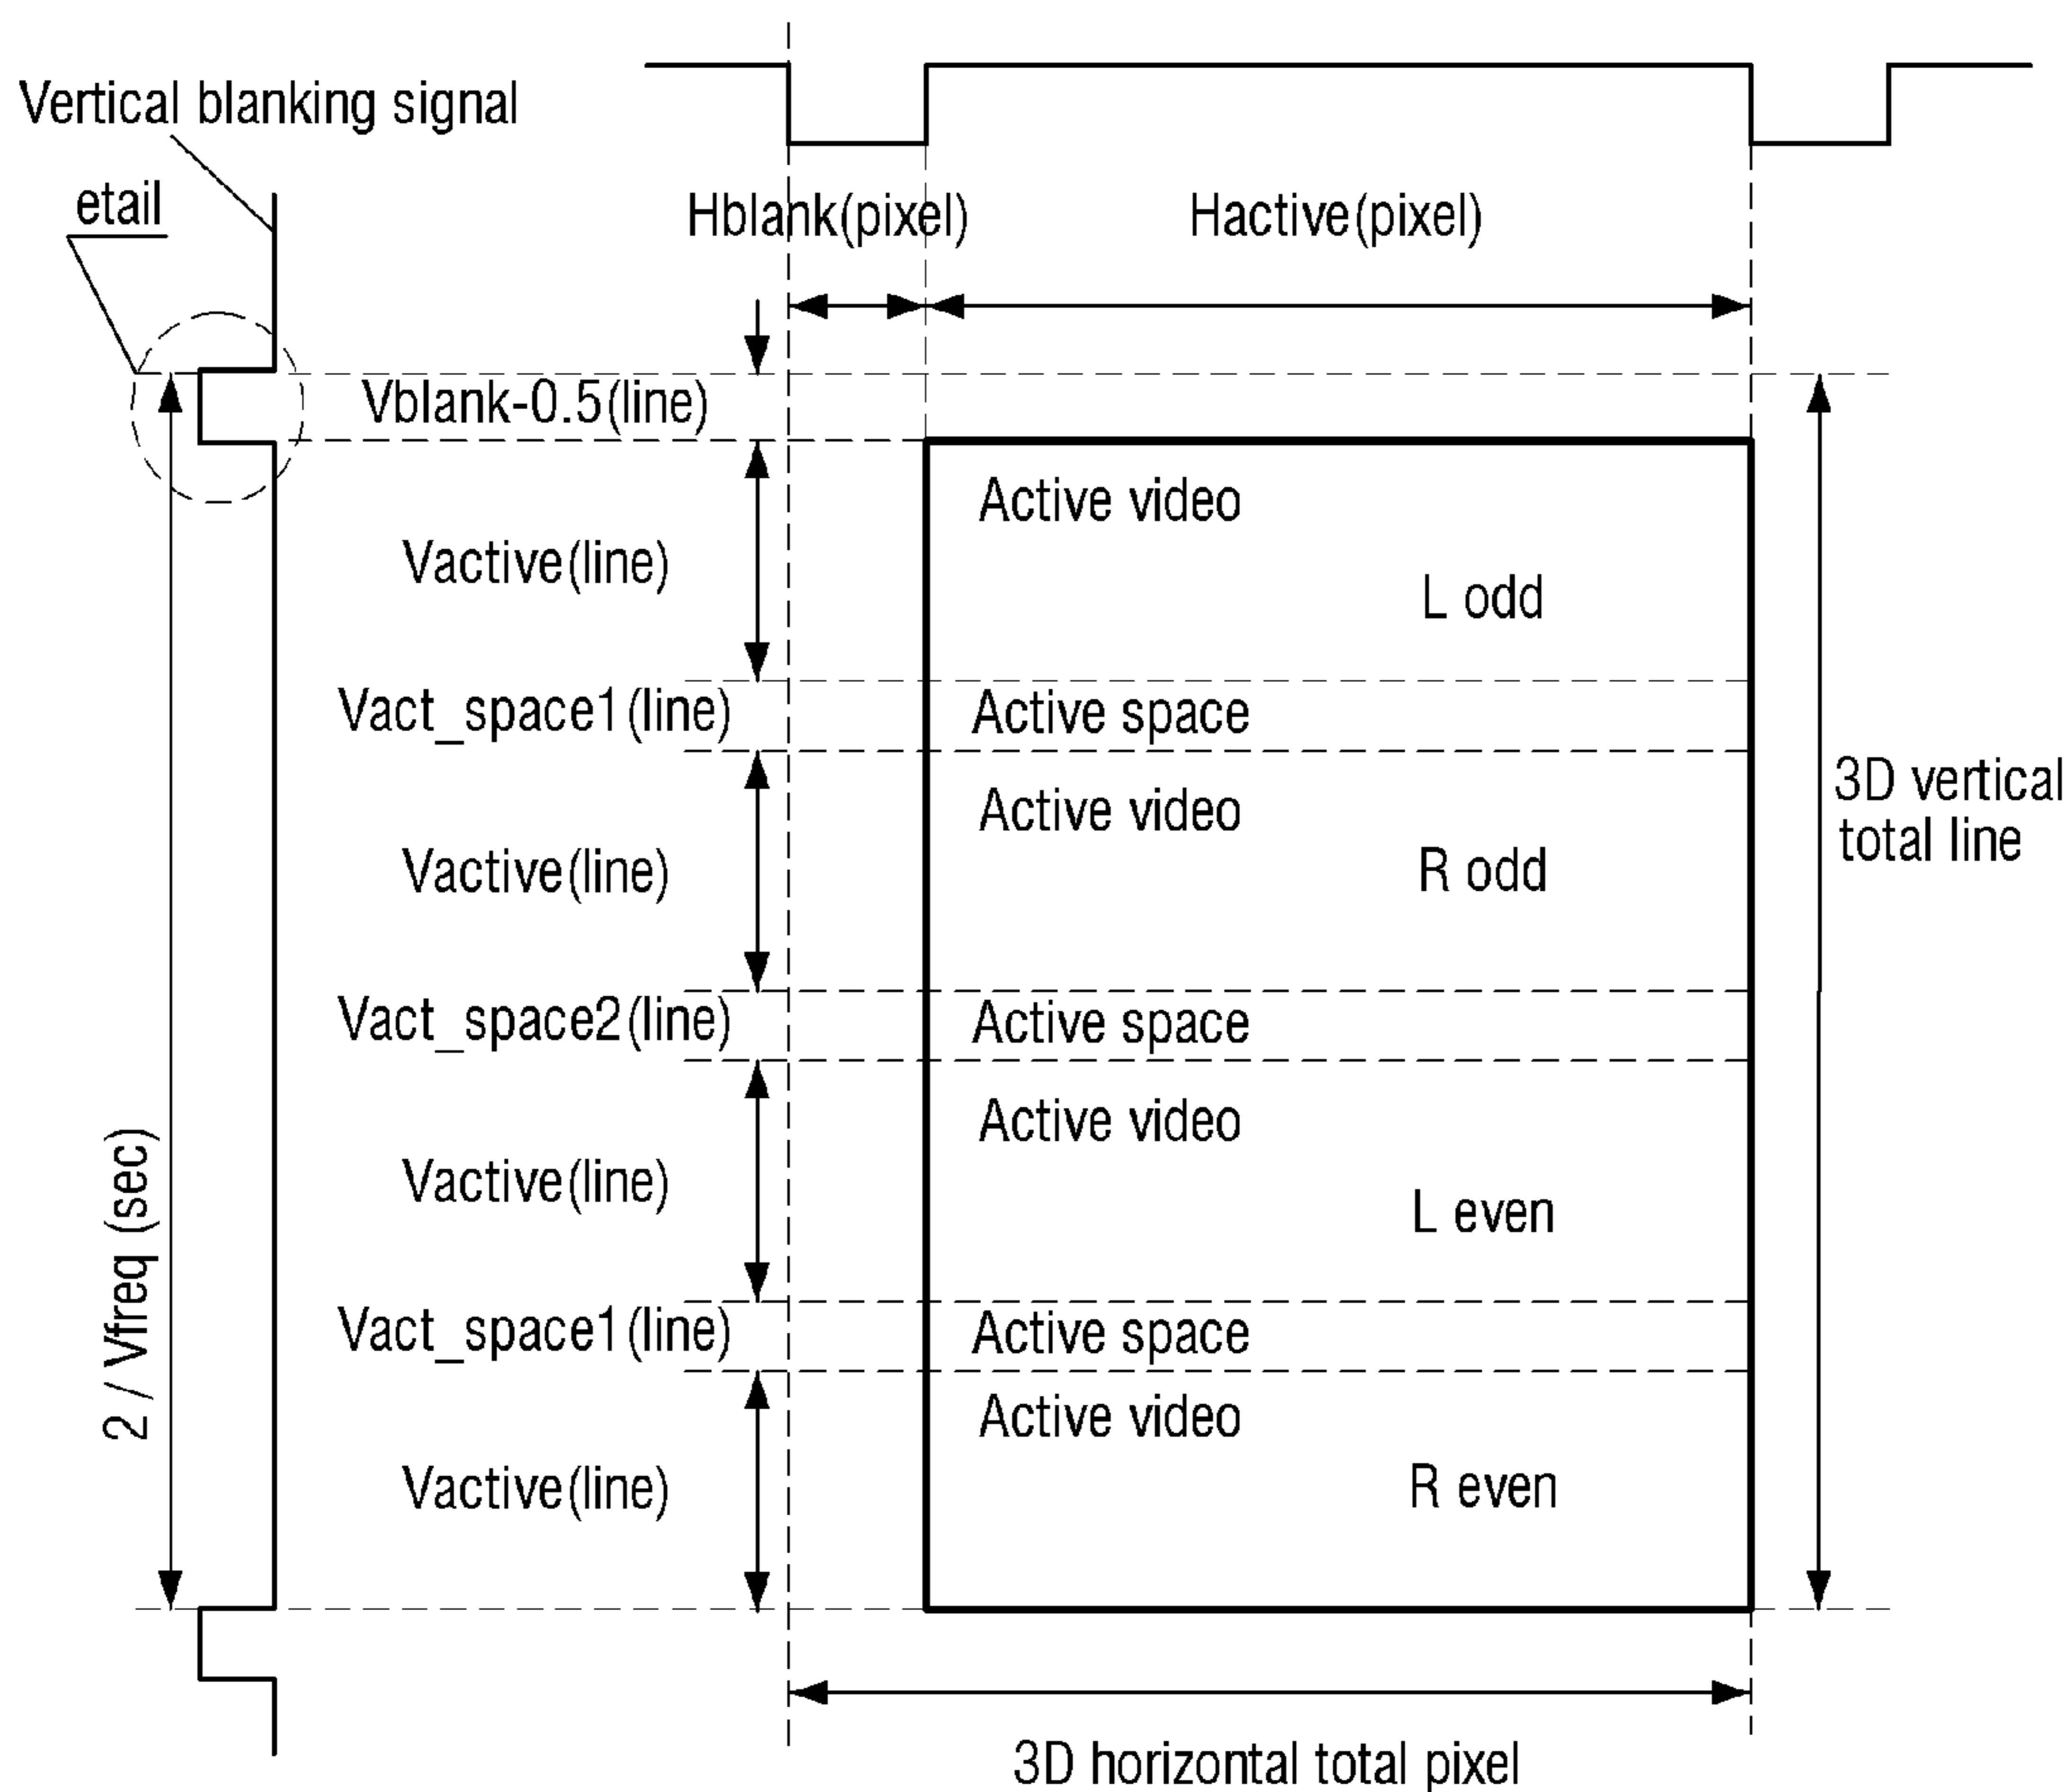 Vertical blanking signal
etail
Hblank(pixel)
Hactive(pixel)
Vblank-0.5(line)
Active video
Vactive(line)
L odd
Vact_space1(line)
Active space
Active video
Vactive(line)
R odd
3D vertical
total line
Vact_space2(line)
Active space
Active video
Vactive(line)
L even
2 / Vfreq (sec)
Vact_space1(line)
Active space
Active video
Vactive(line)
R even
3D horizontal total pixel